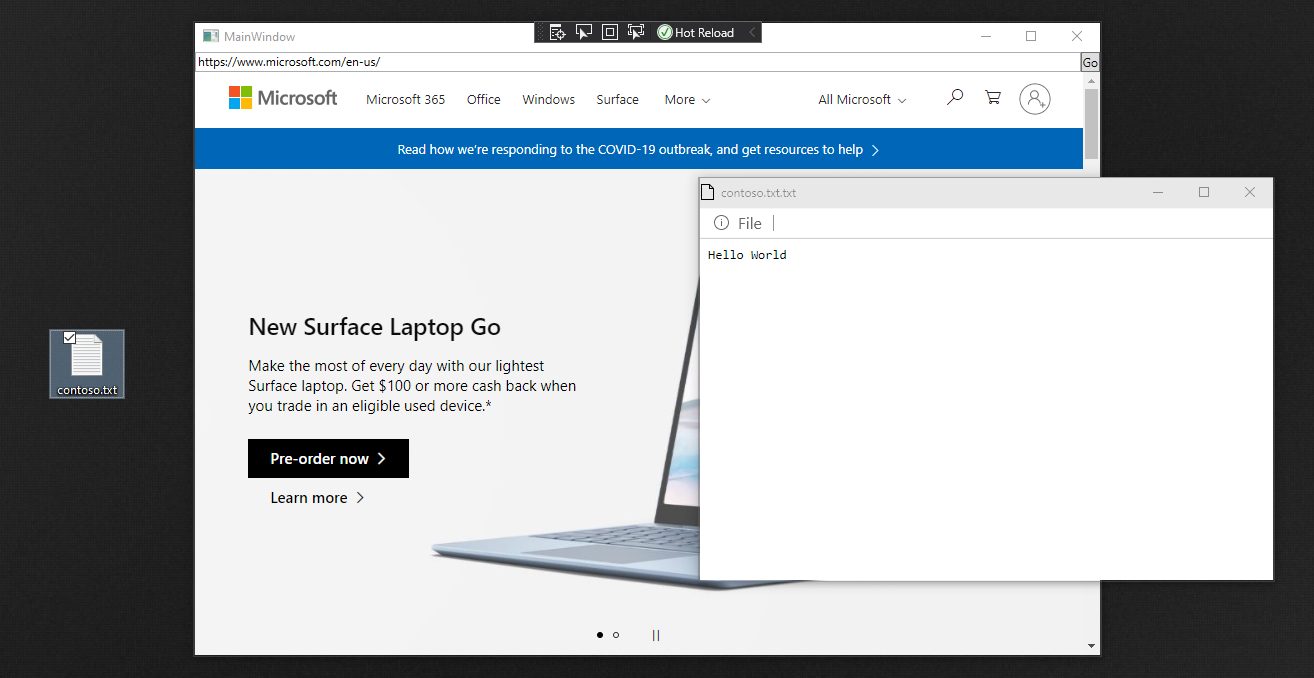 MainWindow
Hot Reload
https://www.microsoft.com/en-us/
Go
Microsoft
Microsoft 365
Office
Windows
Surface
More
All Microsoft
Read how we're responding to the COVID-19 outbreak, and get resources to help
contoso.txt.txt
File
Hello World
New Surface Laptop Go
Make the most of every day with our lightest
Surface laptop. Get $100 or more cash back when
you trade in an eligible used device.*
Pre-order now
Learn more
contoso.txt